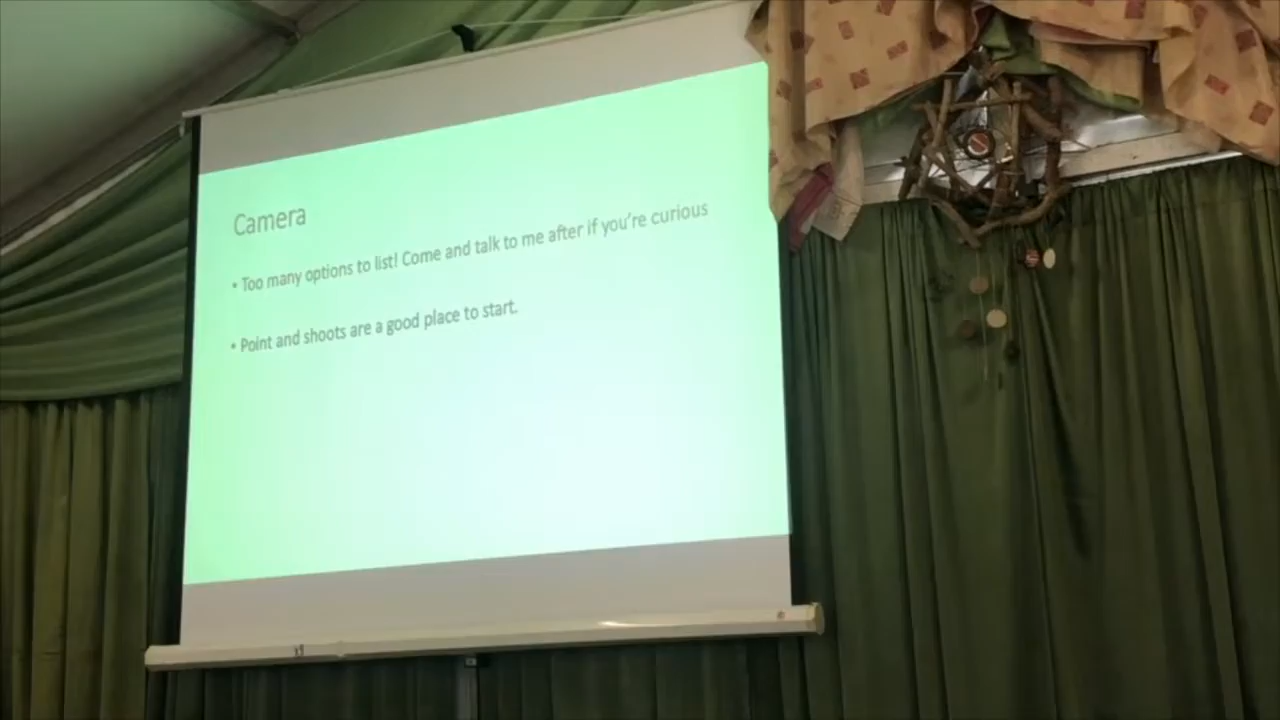 Camera
• Too many options to list! Come and talk to me after if you're curious
• Point and shoots are a good place to start.